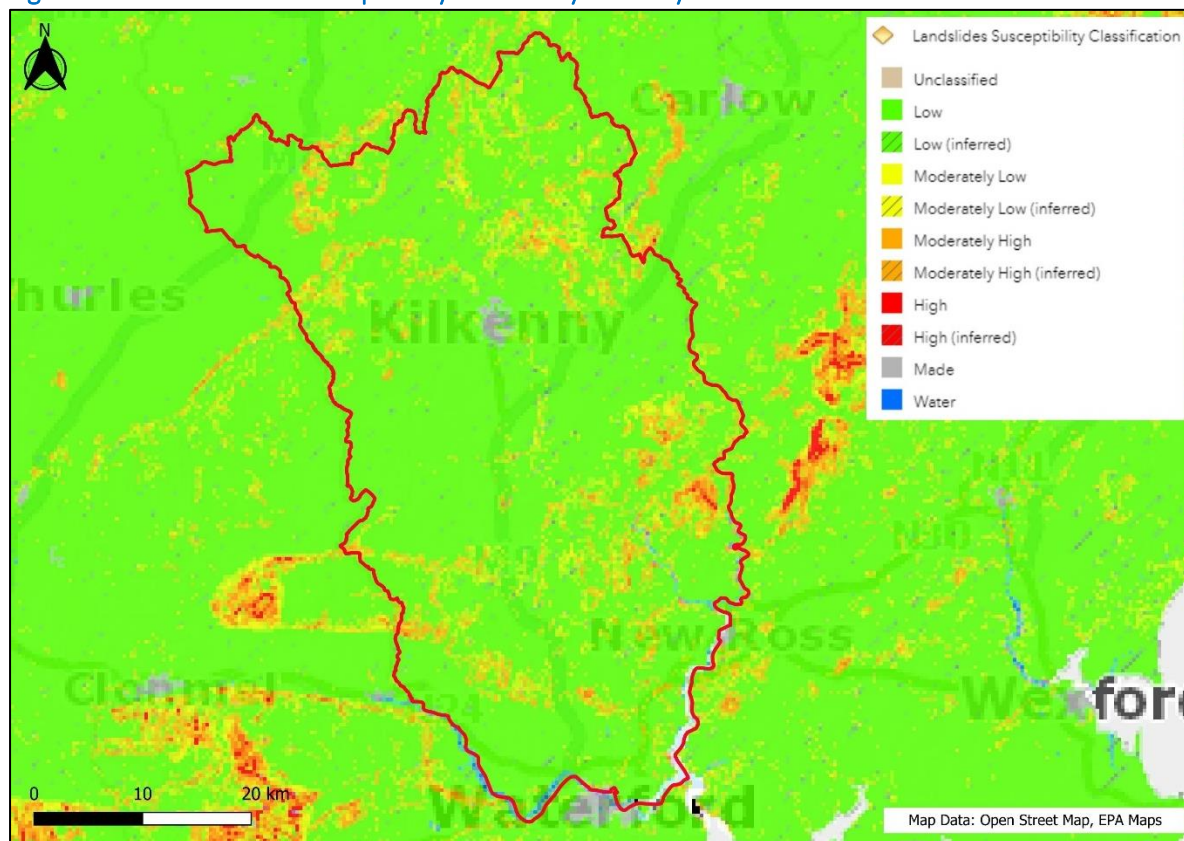 N
Landslides Susceptibility Classification
Unclassified
Low
Low (inferred)
Moderately Low
Moderately Low (inferred)
Moderately High
Moderately High (inferred)
High
High (inferred)
Made
Water
Carlow
Thurles
Kilkenny
N30
New Ross
Clonmel
Wexford
Waterford
0 10 20 km
Map Data: Open Street Map, EPA Maps